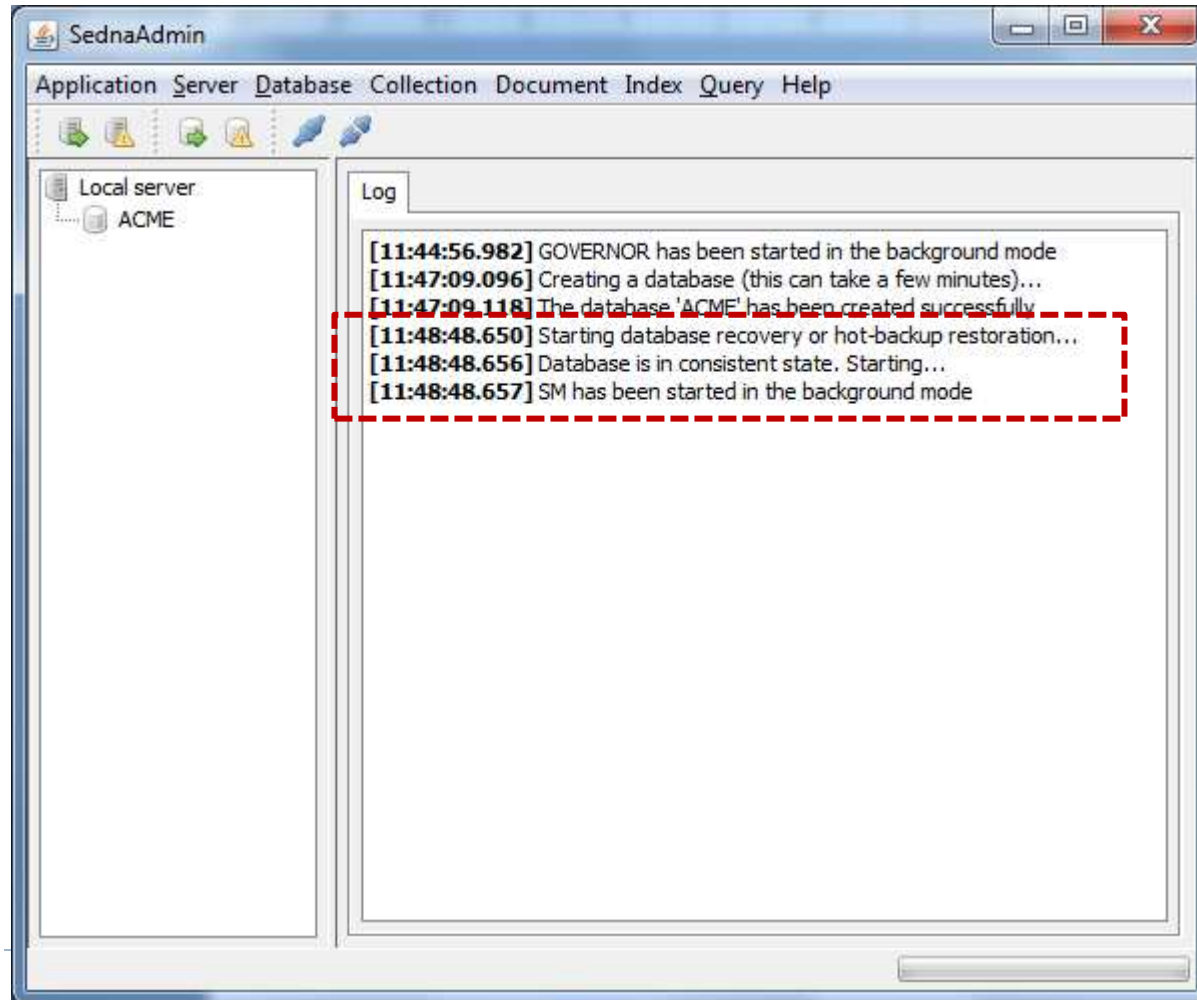 SednaAdmin
Application Server Database Collection Document Index Query Help
Local server
ACME
Log
[11:44:56.982] GOVERNOR has been started in the background mode
[11:47:09.096] Creating a database (this can take a few minutes)...
[11:47:09.118] The database 'ACME' has been created successfully
[11:48:48.650] Starting database recovery or hot-backup restoration...
[11:48:48.656] Database is in consistent state. Starting...
[11:48:48.657] SM has been started in the background mode